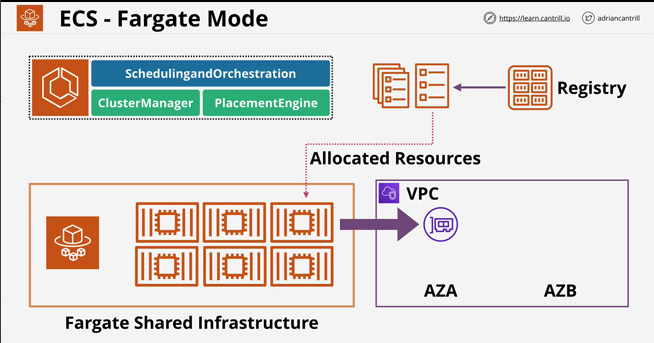 ECS - Fargate Mode
https://learn.cantrill.io
adriancantrill
SchedulingandOrchestration
ClusterManager
PlacementEngine
Registry
Allocated Resources
VPC
AZA
AZB
Fargate Shared Infrastructure